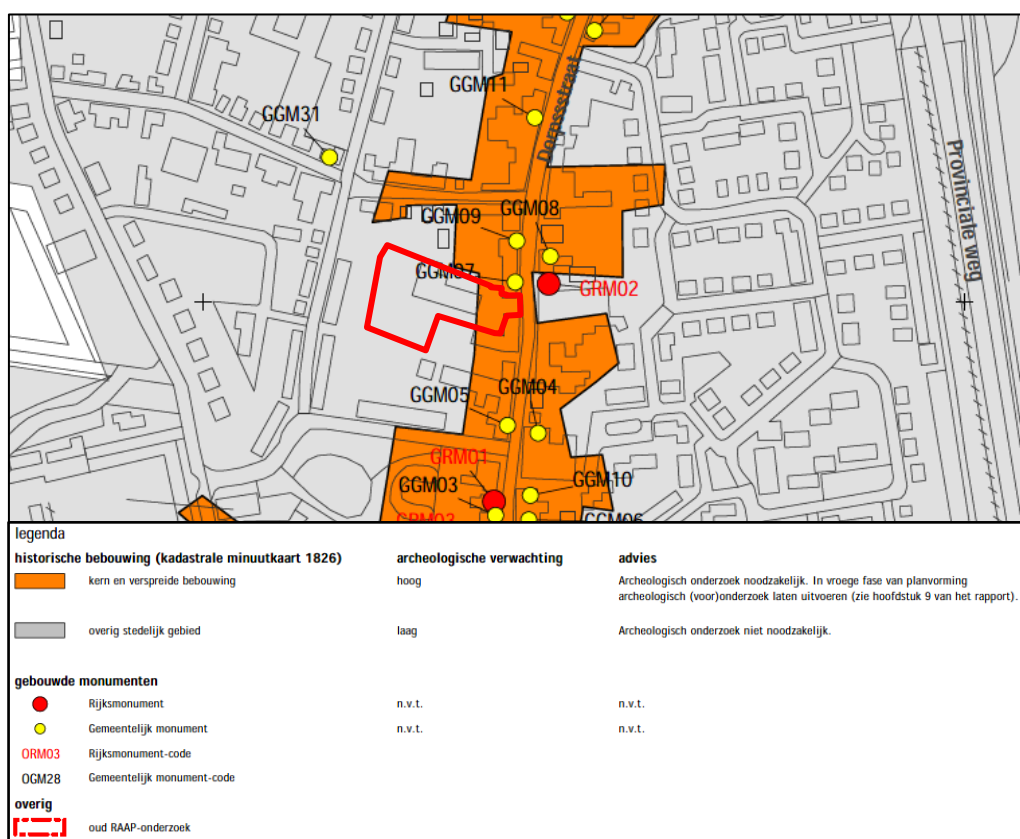 GGM11
Dorpsstraat
GGM31
Provinciale weg
GGM09
GGM08
GGM07
GRM02
GGM04
GGM05
GRM01
GGM03
GGM10
GGM06
legenda
historische bebouwing (kadastrale minuutkaart 1826) archeologische verwachting advies
kern en verspreide bebouwing hoog Archeologisch onderzoek noodzakelijk. In vroege fase van planvorming
archeologisch (voor)onderzoek laten uitvoeren (zie hoofdstuk 9 van het rapport).
overig stedelijk gebied laag Archeologisch onderzoek niet noodzakelijk.
gebouwde monumenten
Rijksmonument n.v.t. n.v.t.
Gemeentelijk monument n.v.t. n.v.t.
ORM03 Rijksmonument-code
OGM28 Gemeentelijk monument-code
overig
oud RAAP-onderzoek